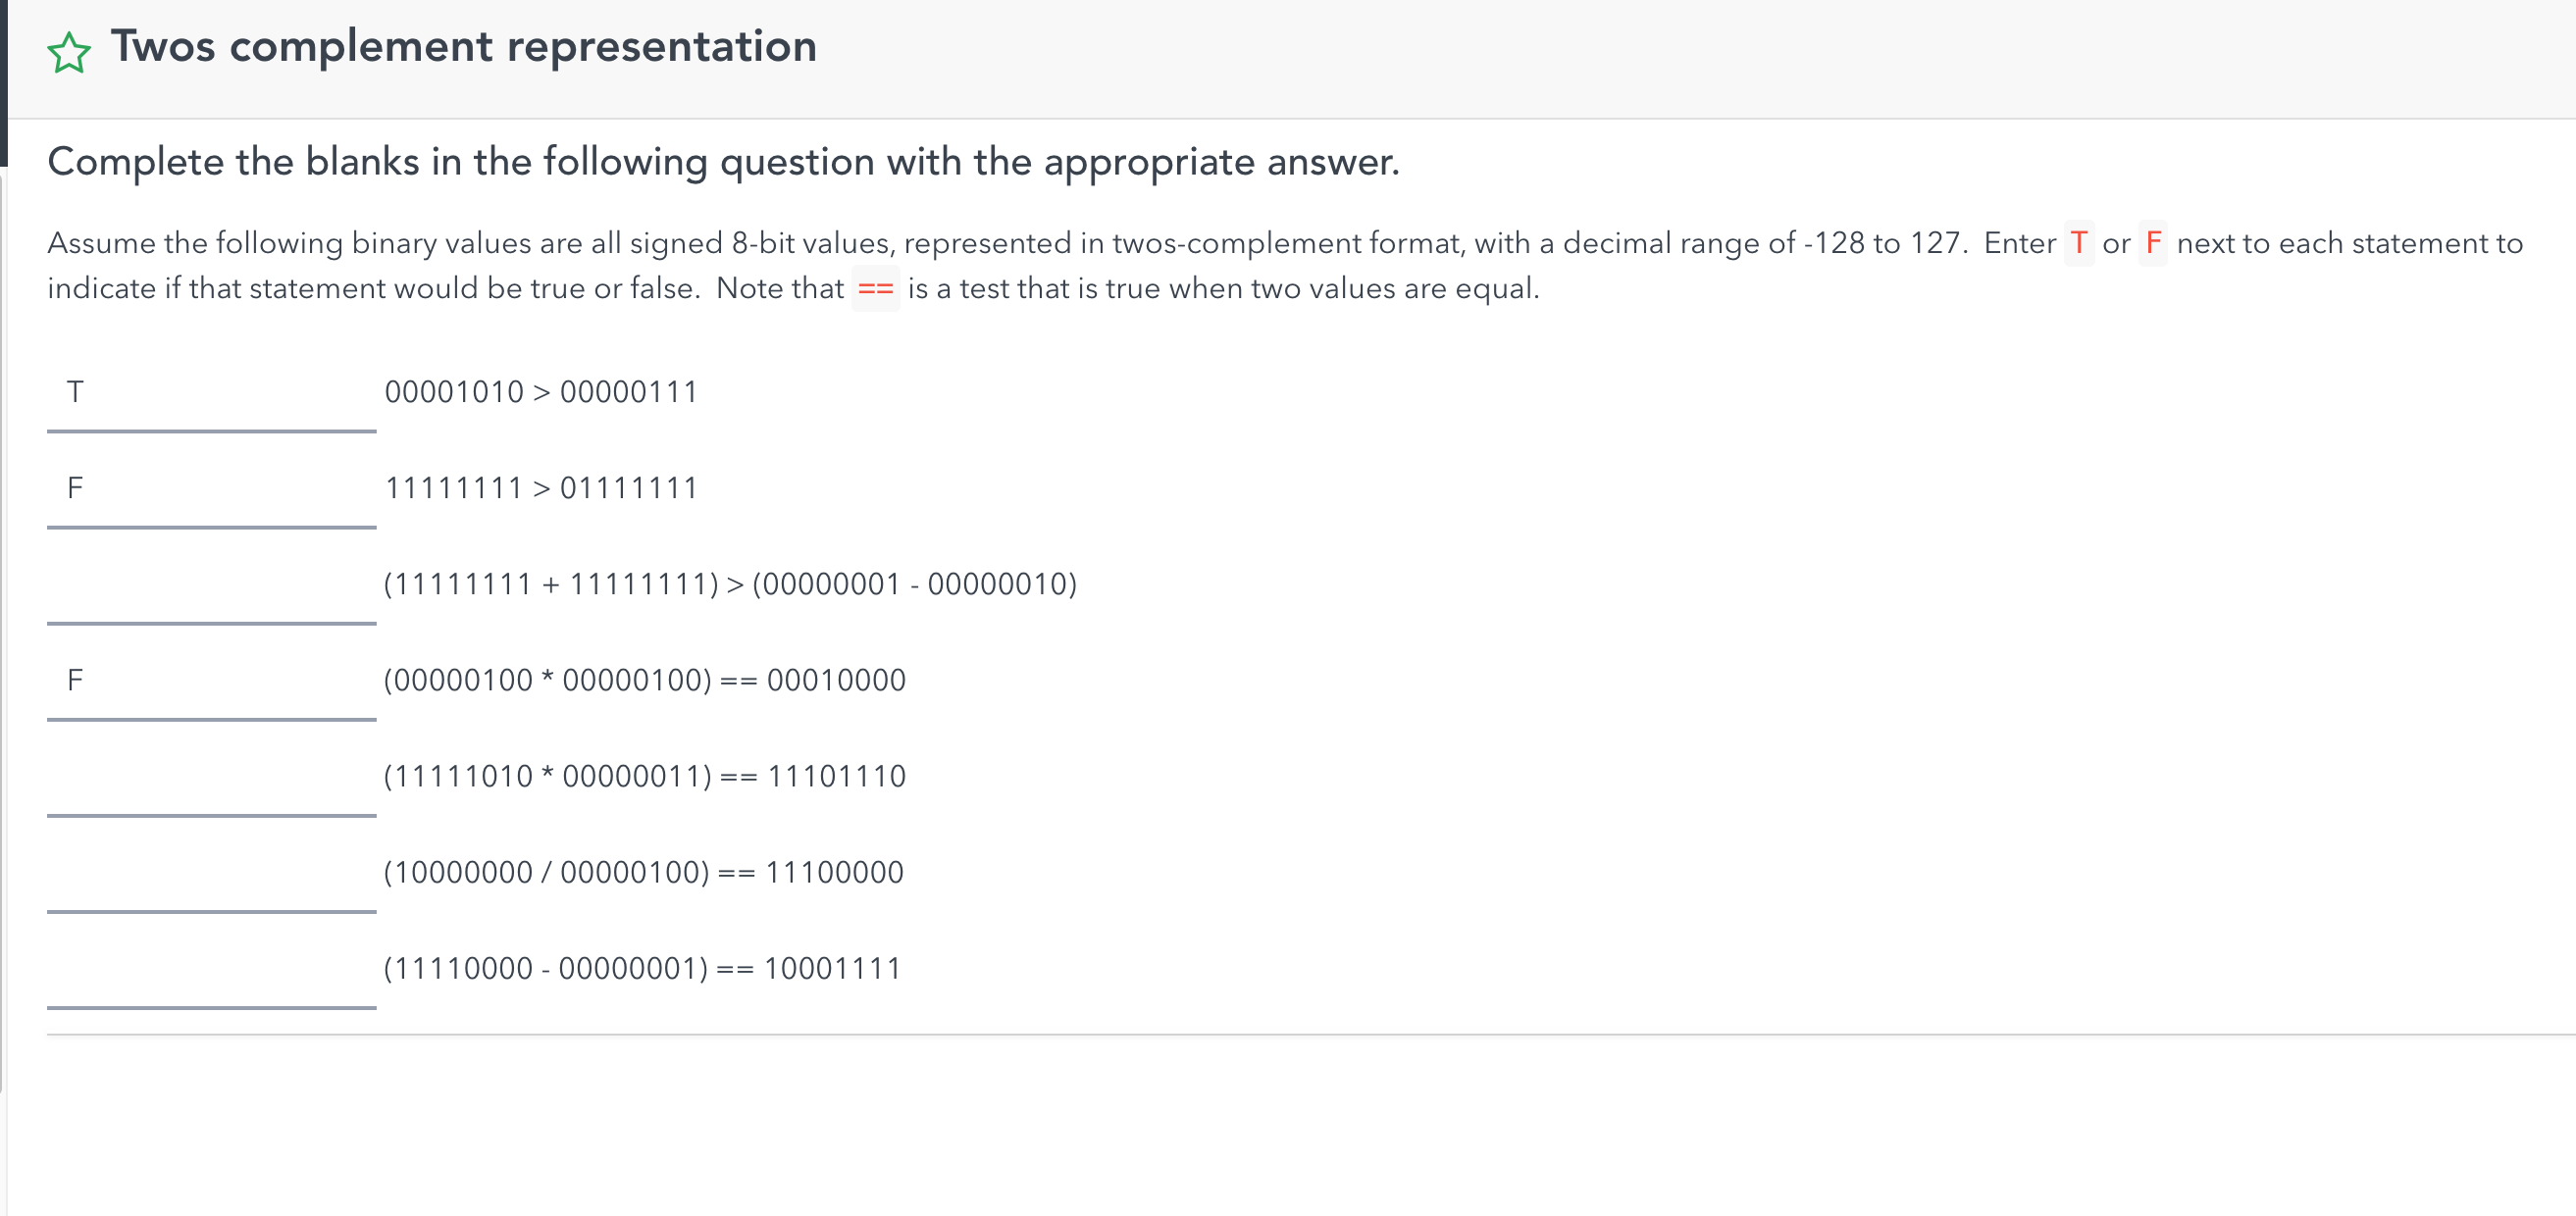 Twos complement representation
Complete the blanks in the following question with the appropriate answer.
Assume the following binary values are all signed 8-bit values, represented in twos-complement format, with a decimal range of -128 to 127. Enter T or F next to each statement to
indicate if that statement would be true or false. Note that == is a test that is true when two values are equal.
T 00001010 > 00000111
F 11111111 > 01111111
(11111111 + 11111111) > (00000001 - 00000010)
F (00000100 * 00000100) == 00010000
(11111010 * 00000011) == 11101110
(10000000 / 00000100) == 11100000
(11110000 - 00000001) == 10001111